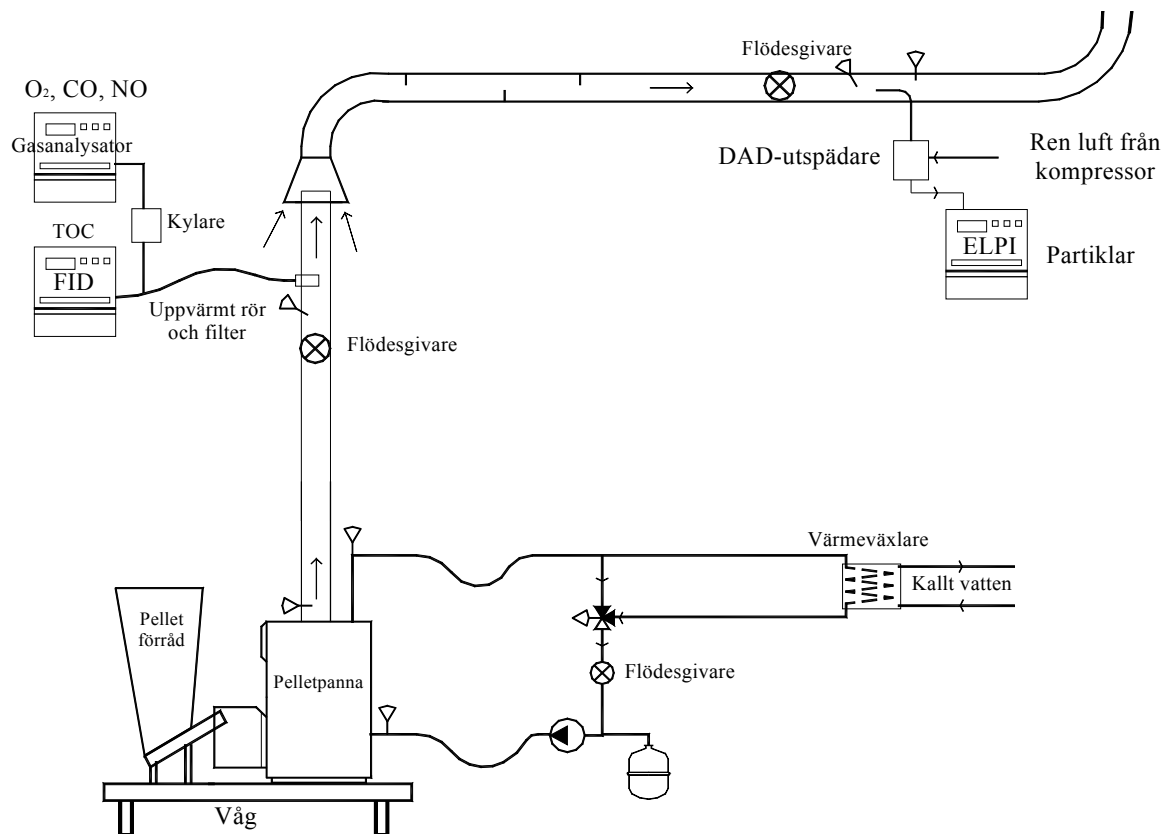 Flödesgivare
O₂, CO, NO
Gasanalysator
DAD-utspädare
Ren luft från
kompressor
Kylare
TOC
FID
ELPI
Partiklar
Uppvärmt rör
och filter
Flödesgivare
Värmeväxlare
Kallt vatten
Pellet
förråd
Pelletpanna
Flödesgivare
Våg